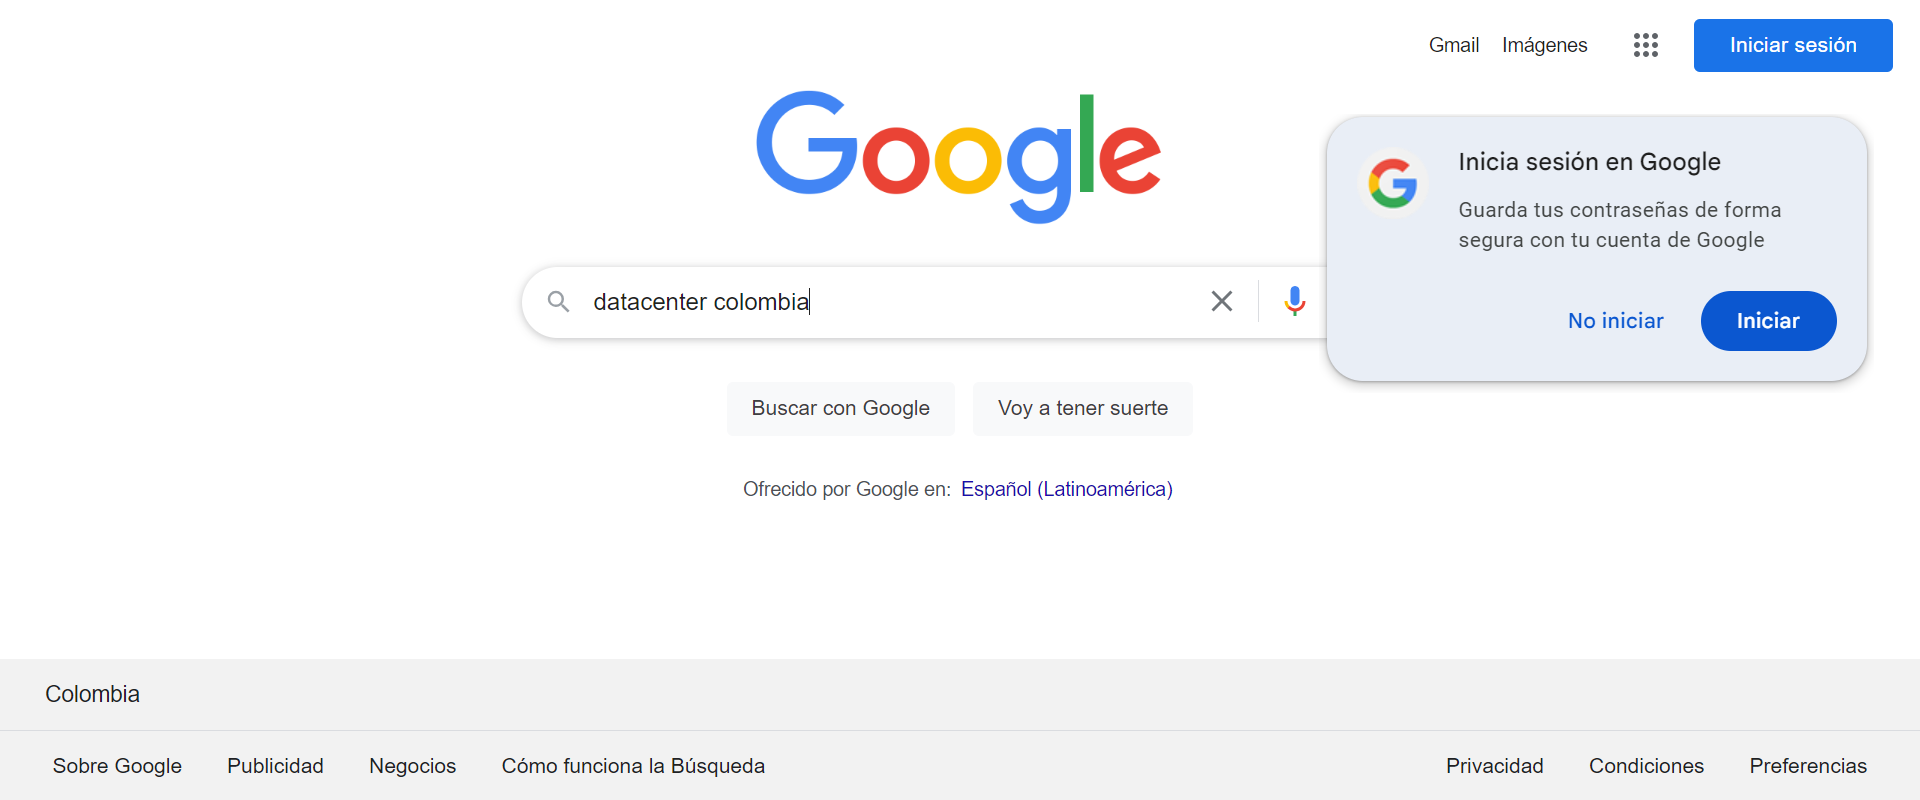 Gmail Imágenes Iniciar sesión
Google
Inicia sesión en Google
Guarda tus contraseñas de forma
segura con tu cuenta de Google
No iniciar Iniciar
datacenter colombia
Buscar con Google Voy a tener suerte
Ofrecido por Google en: Español (Latinoamérica)
Colombia
Sobre Google Publicidad Negocios Cómo funciona la Búsqueda Privacidad Condiciones Preferencias